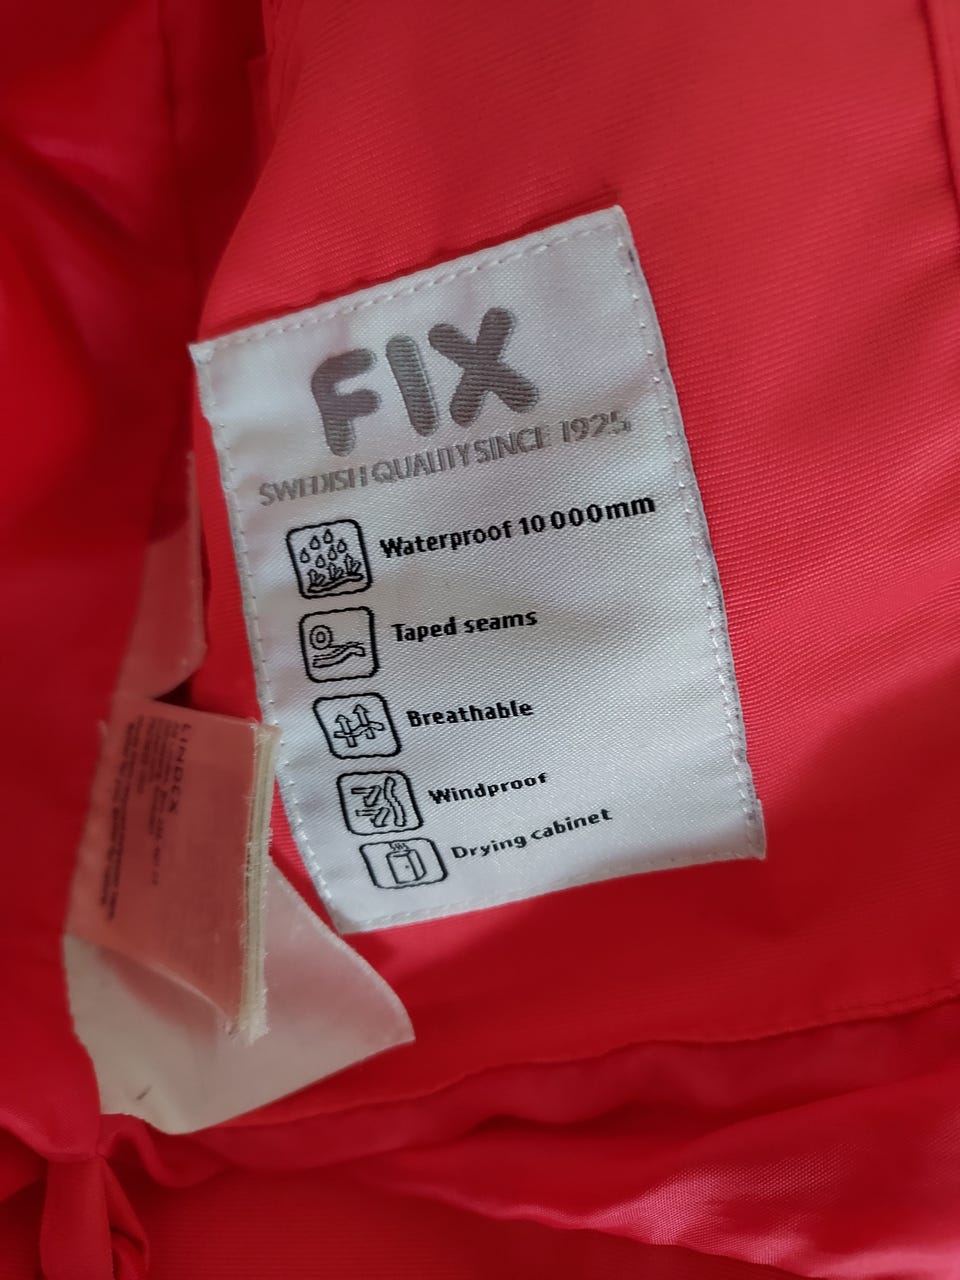 FIX
SWEDISH QUALITY SINCE 1925
Waterproof 10 000mm
Taped seams
Breathable
Windproof
Drying cabinet
LINDEX